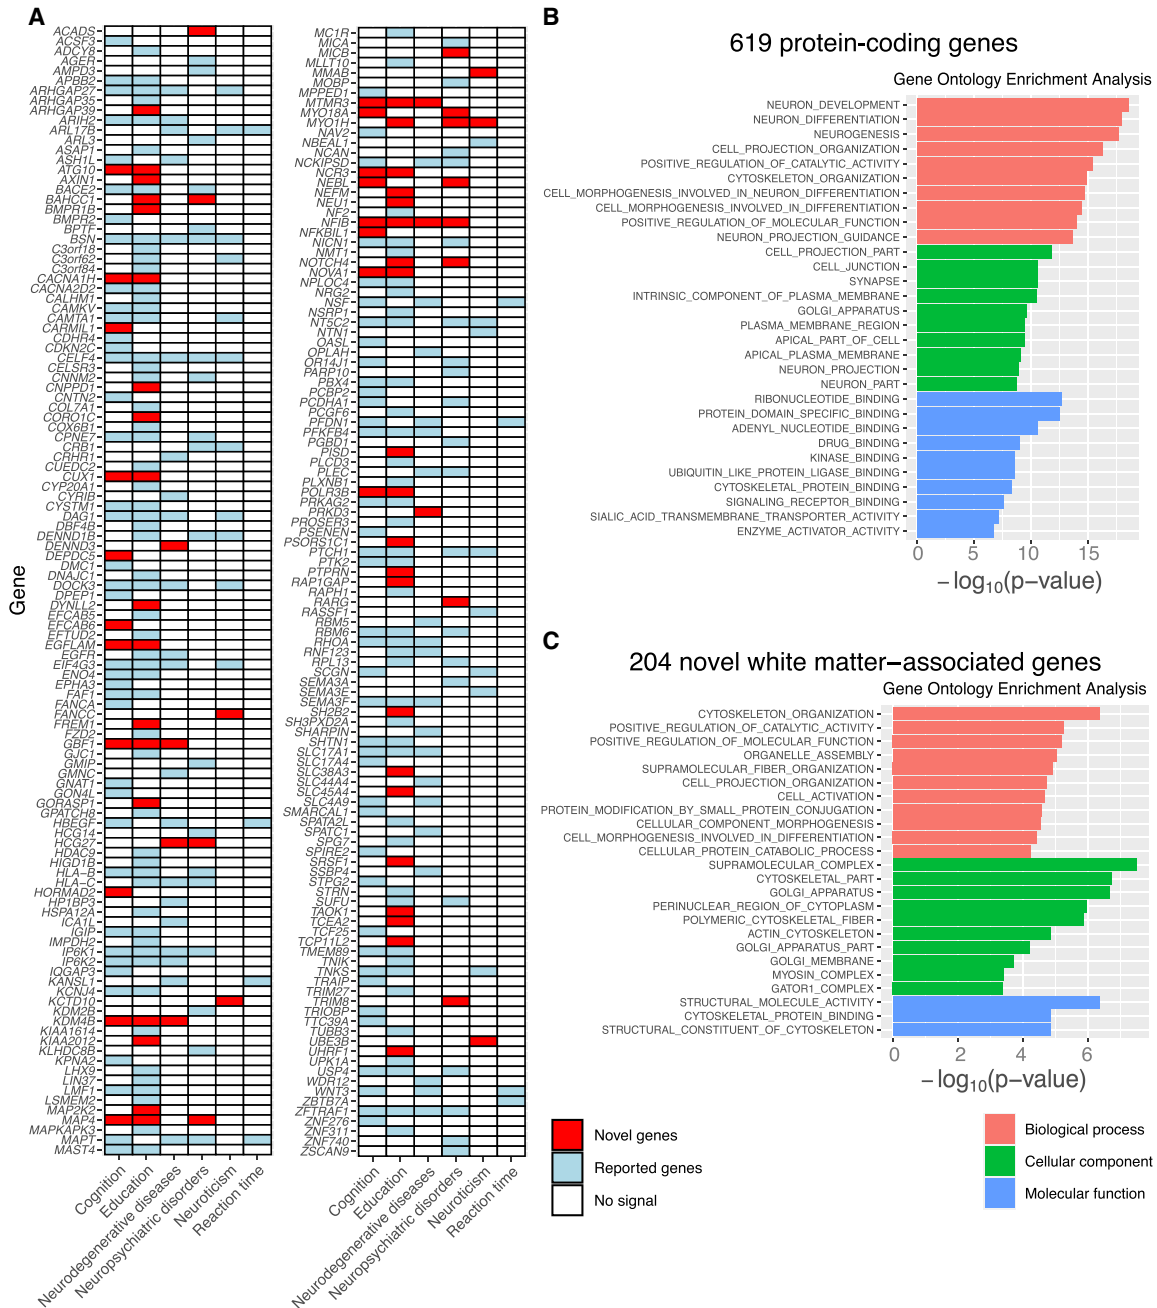 A
Gene
ACADS
ACSF3
ADCY8
AGER
AMPD3
APBB2
ARHGAP27
ARHGAP35
ARHGAP39
ARIH2
ARL17B
ARL3
ASAP1
ASH1L
ATG10
AXIN1
BACE2
BAHCC1
BMPR1B
BMPR2
BPTF
BSN
C3orf18
C3orf62
C3orf84
CACNA1H
CACNA2D2
CALHM1
CAMKV
CAMTA1
CARMIL1
CDHR4
CDKN2C
CELF4
CELSR3
CNNM2
CNPPD1
CNTN2
COL7A1
CORO1C
COX6B1
CPNE7
CRB1
CRHR1
CUEDC2
CUX1
CYP20A1
CYRIB
CYSTM1
DAG1
DBF4B
DENND1B
DENND3
DEPDC5
DMC1
DNAJC1
DOCK3
DPEP1
DYNLL2
EFCAB5
EFCAB6
EFTUD2
EGFLAM
EGFR
EIF4G3
ENO4
EPHA3
FAF1
FANCA
FANCC
FREM1
FZD2
GBF1
GJC1
GMIP
GMNC
GNAT1
GON4L
GORASP1
GPATCH8
HBEGF
HCG14
HCG27
HDAC9
HIGD1B
HLA−B
HLA−C
HORMAD2
HP1BP3
HSPA12A
ICA1L
IGIP
IMPDH2
IP6K1
IP6K2
IQGAP3
KANSL1
KCNJ4
KCTD10
KDM2B
KDM4B
KIAA1614
KIAA2012
KLHDC8B
KPNA2
LHX9
LIN37
LMF1
LSMEM2
MAP2K2
MAP4
MAPKAPK3
MAPT
MAST4
Cognition
Education
Neurodegenerative diseases
Neuropsychiatric disorders
Neuroticism
Reaction time
MC1R
MICA
MICB
MLLT10
MMAB
MOBP
MPPED1
MTMR3
MYO18A
MYO1H
NAV2
NBEAL1
NCAN
NCKIPSD
NCR3
NEBL
NEFM
NEU1
NF2
NFIB
NFKBIL1
NICN1
NMT1
NOTCH4
NOVA1
NPLOC4
NRG2
NSF
NSRP1
NT5C2
NTN1
OASL
OPLAH
OR14J1
PARP10
PBX4
PCBP2
PCDHA1
PCGF6
PFDN1
PFKFB4
PGBD1
PISD
PLCD3
PLEC
PLXNB1
POLR3B
PRKAG2
PRKD3
PROSER3
PSENEN
PSORS1C1
PTCH1
PTK2
PTPRN
RAP1GAP
RAPH1
RARG
RASSF1
RBM5
RBM6
RHOA
RNF123
RPL13
SCGN
SEMA3A
SEMA3E
SEMA3F
SH2B2
SH3PXD2A
SHARPIN
SHTN1
SLC17A1
SLC17A4
SLC38A3
SLC44A4
SLC45A4
SLC4A9
SMARCAL1
SPATA2L
SPATC1
SPG7
SPIRE2
SRSF1
SSBP4
STPG2
STRN
SUFU
TAOK1
TCEA2
TCF25
TCP11L2
TMEM89
TNIK
TNKS
TRAIP
TRIM27
TRIM8
TRIOBP
TTC39A
TUBB3
UBE3B
UHRF1
UPK1A
USP4
WDR12
WNT3
ZBTB7A
ZFTRAF1
ZNF276
ZNF311
ZNF740
ZSCAN9
Cognition
Education
Neurodegenerative diseases
Neuropsychiatric disorders
Neuroticism
Reaction time
Novel genes
Reported genes
No signal
B
619 protein-coding genes
Gene Ontology Enrichment Analysis
NEURON_DEVELOPMENT
NEURON_DIFFERENTIATION
NEUROGENESIS
CELL_PROJECTION_ORGANIZATION
POSITIVE_REGULATION_OF_CATALYTIC_ACTIVITY
CYTOSKELETON_ORGANIZATION
CELL_MORPHOGENESIS_INVOLVED_IN_NEURON_DIFFERENTIATION
CELL_MORPHOGENESIS_INVOLVED_IN_DIFFERENTIATION
POSITIVE_REGULATION_OF_MOLECULAR_FUNCTION
NEURON_PROJECTION_GUIDANCE
CELL_PROJECTION_PART
CELL_JUNCTION
SYNAPSE
INTRINSIC_COMPONENT_OF_PLASMA_MEMBRANE
GOLGI_APPARATUS
PLASMA_MEMBRANE_REGION
APICAL_PART_OF_CELL
APICAL_PLASMA_MEMBRANE
NEURON_PROJECTION
NEURON_PART
RIBONUCLEOTIDE_BINDING
PROTEIN_DOMAIN_SPECIFIC_BINDING
ADENYL_NUCLEOTIDE_BINDING
DRUG_BINDING
KINASE_BINDING
UBIQUITIN_LIKE_PROTEIN_LIGASE_BINDING
CYTOSKELETAL_PROTEIN_BINDING
SIGNALING_RECEPTOR_BINDING
SIALIC_ACID_TRANSMEMBRANE_TRANSPORTER_ACTIVITY
ENZYME_ACTIVATOR_ACTIVITY
0 5 10 15
−log10(p−value)
C
204 novel white matter−associated genes
Gene Ontology Enrichment Analysis
CYTOSKELETON_ORGANIZATION
POSITIVE_REGULATION_OF_CATALYTIC_ACTIVITY
POSITIVE_REGULATION_OF_MOLECULAR_FUNCTION
ORGANELLE_ASSEMBLY
SUPRAMOLECULAR_FIBER_ORGANIZATION
CELL_PROJECTION_ORGANIZATION
CELL_ACTIVATION
PROTEIN_MODIFICATION_BY_SMALL_PROTEIN_CONJUGATION
CELLULAR_COMPONENT_MORPHOGENESIS
CELL_MORPHOGENESIS_INVOLVED_IN_DIFFERENTIATION
CELLULAR_PROTEIN_CATABOLIC_PROCESS
SUPRAMOLECULAR_COMPLEX
CYTOSKELETAL_PART
GOLGI_APPARATUS
PERINUCLEAR_REGION_OF_CYTOPLASM
POLYMERIC_CYTOSKELETAL_FIBER
ACTIN_CYTOSKELETON
GOLGI_APPARATUS_PART
GOLGI_MEMBRANE
MYOSIN_COMPLEX
GATOR1_COMPLEX
STRUCTURAL_MOLECULE_ACTIVITY
CYTOSKELETAL_PROTEIN_BINDING
STRUCTURAL_CONSTITUENT_OF_CYTOSKELETON
0 2 4 6
−log10(p−value)
Biological process
Cellular component
Molecular function